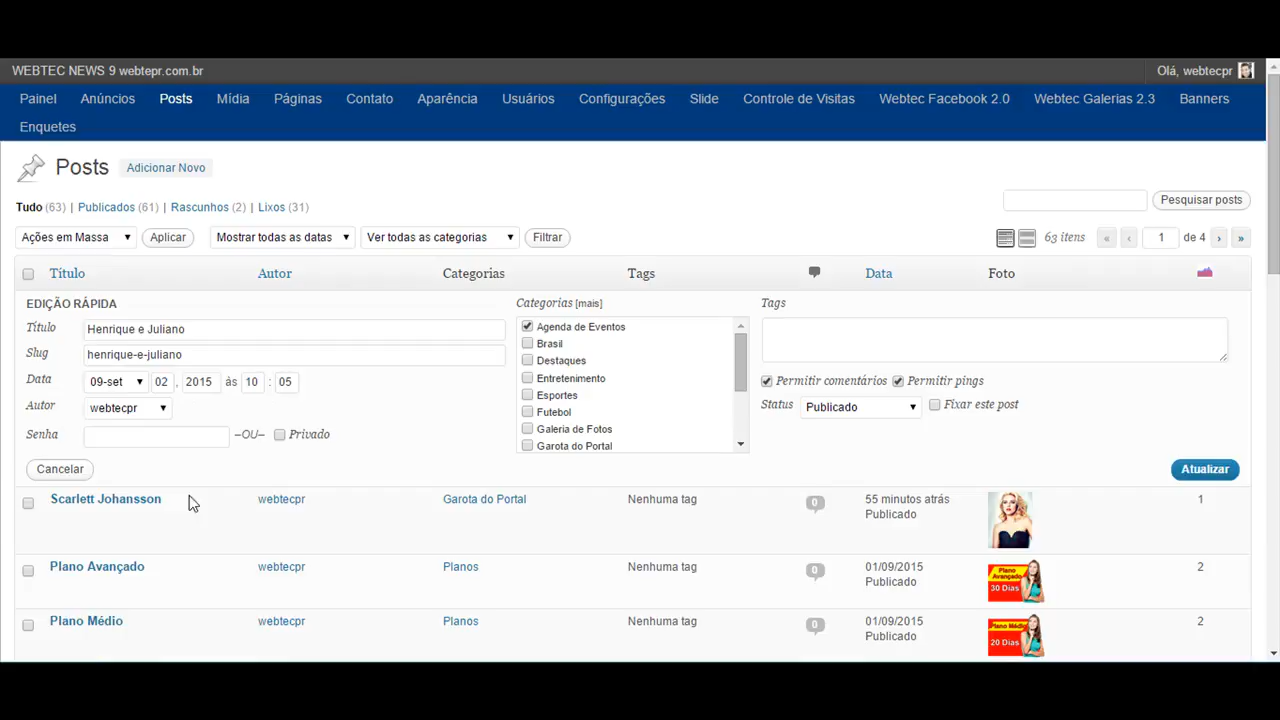 WEBTEC NEWS 9 webtepr.com.br
Olá, webtecpr
Painel Anúncios Posts Mídia Páginas Contato Aparência Usuários Configurações Slide Controle de Visitas Webtec Facebook 2.0 Webtec Galerias 2.3 Banners
Enquetes
Posts Adicionar Novo
Tudo (63) | Publicados (61) | Rascunhos (2) | Lixos (31)
Pesquisar posts
Ações em Massa Aplicar Mostrar todas as datas Ver todas as categorias Filtrar 63 itens « ‹ 1 de 4 › »
Título Autor Categorias Tags Data Foto
EDIÇÃO RÁPIDA
Título Henrique e Juliano
Slug henrique-e-juliano
Data 09-set 02 , 2015 às 10 : 05
Autor webtecpr
Senha –OU– Privado
Categorias [mais]
Agenda de Eventos
Brasil
Destaques
Entretenimento
Esportes
Futebol
Galeria de Fotos
Garota do Portal
Tags
Permitir comentários Permitir pings
Status Publicado Fixar este post
Cancelar Atualizar
Scarlett Johansson webtecpr Garota do Portal Nenhuma tag 0 55 minutos atrás 1
Publicado
Plano Avançado webtecpr Planos Nenhuma tag 0 01/09/2015 2
Publicado
Plano
Avançado
30 Dias
Plano Médio webtecpr Planos Nenhuma tag 0 01/09/2015 2
Publicado
Plano Médio
20 Dias